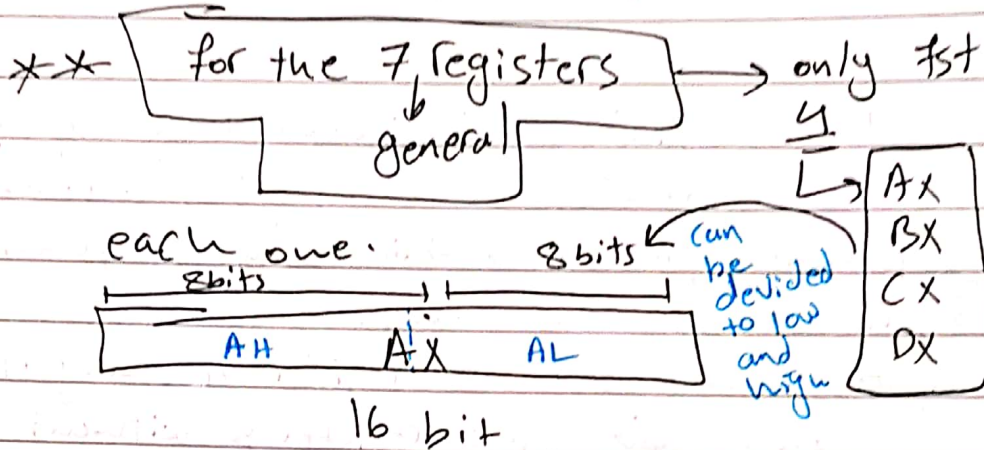 ** for the 7 registers → only 1st
general
4
AX
BX
CX
DX
can
be
devided
to low
and
high
each one.
8bits
8bits
AH AX AL
16 bit